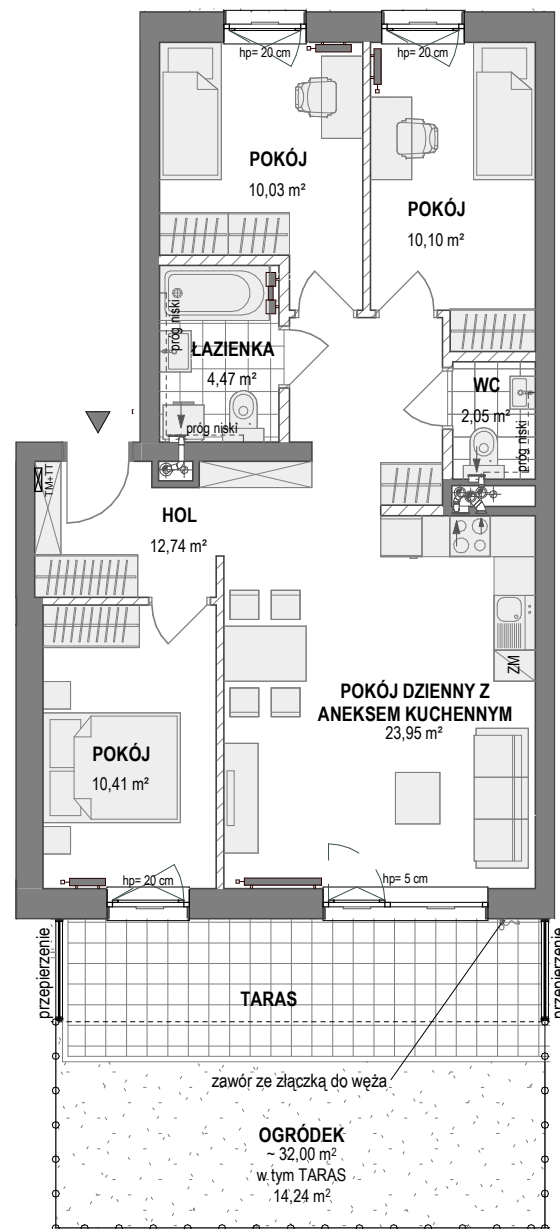 hp= 20 cm
hp= 20 cm
POKÓJ
10,03 m²
POKÓJ
10,10 m²
próg niski
ŁAZIENKA
4,47 m²
próg niski
WC
2,05 m²
próg niski
TM+TT
HOL
12,74 m²
ZM
POKÓJ DZIENNY Z
ANEKSEM KUCHENNYM
23,95 m²
POKÓJ
10,41 m²
hp= 20 cm
hp= 5 cm
przepierzenie
przepierzenie
TARAS
zawór ze złączką do węża
OGRÓDEK
~ 32,00 m²
w tym TARAS
14,24 m²